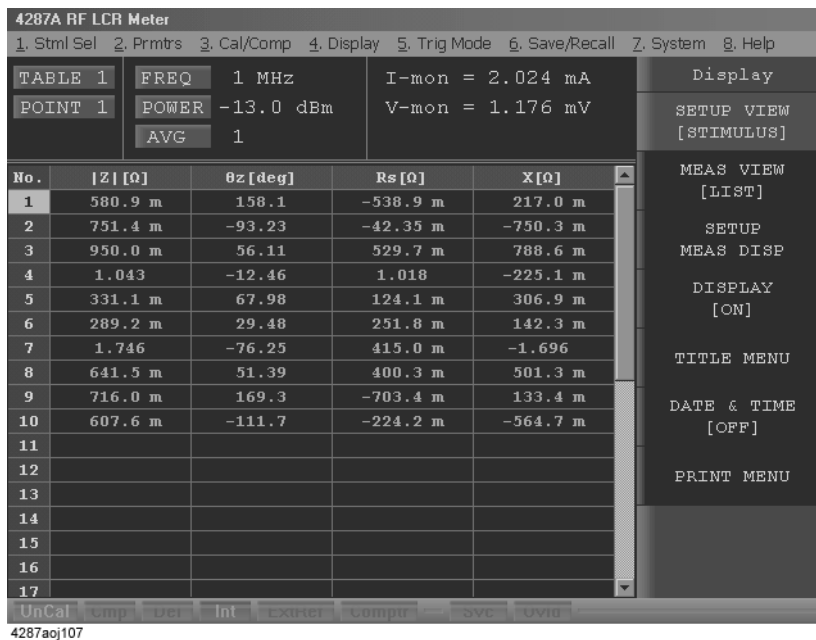 4287A RF LCR Meter
1. Stml Sel 2. Prmtrs 3. Cal/Comp 4. Display 5. Trig Mode 6. Save/Recall 7. System 8. Help
TABLE 1 FREQ 1 MHz I-mon = 2.024 mA
POINT 1 POWER -13.0 dBm V-mon = 1.176 mV
AVG 1
Display
SETUP VIEW
[STIMULUS]
MEAS VIEW
[LIST]
SETUP
MEAS DISP
DISPLAY
[ON]
TITLE MENU
DATE & TIME
[OFF]
PRINT MENU
No. |Z|[Ω] θz[deg] Rs[Ω] X[Ω]
1 580.9 m 158.1 -538.9 m 217.0 m
2 751.4 m -93.23 -42.35 m -750.3 m
3 950.0 m 56.11 529.7 m 788.6 m
4 1.043 -12.46 1.018 -225.1 m
5 331.1 m 67.98 124.1 m 306.9 m
6 289.2 m 29.48 251.8 m 142.3 m
7 1.746 -76.25 415.0 m -1.696
8 641.5 m 51.39 400.3 m 501.3 m
9 716.0 m 169.3 -703.4 m 133.4 m
10 607.6 m -111.7 -224.2 m -564.7 m
11
12
13
14
15
16
17
UnCal Cmp Del Int ExtRef Comptr Svc Ovld
4287aoj107